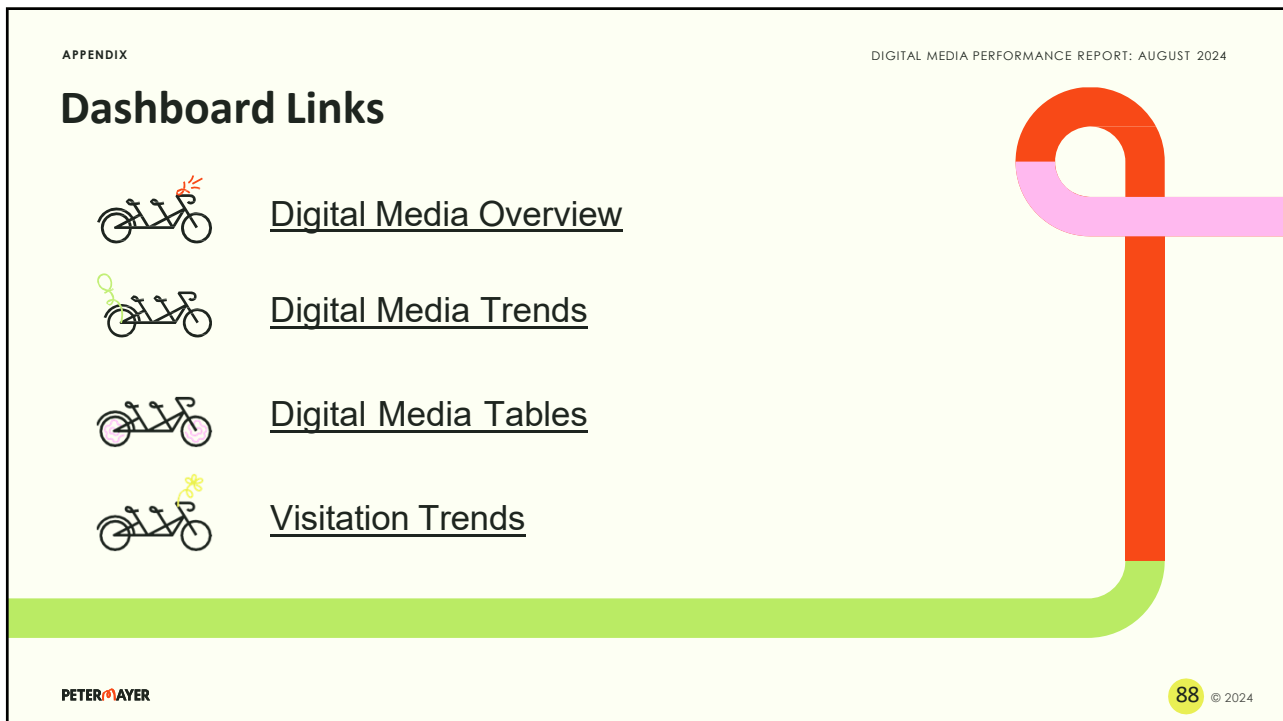 APPENDIX
DIGITAL MEDIA PERFORMANCE REPORT: AUGUST 2024
Dashboard Links
Digital Media Overview
Digital Media Trends
Digital Media Tables
Visitation Trends
PETERMAYER
88 © 2024